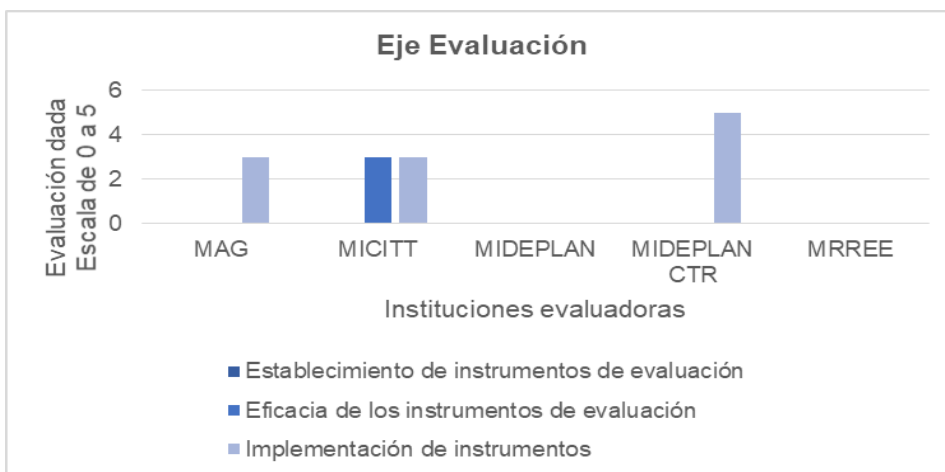 Eje Evaluación
Evaluación dada
Escala de 0 a 5
6
4
2
0
MAG
MICITT
MIDEPLAN
MIDEPLAN
CTR
MRREE
Instituciones evaluadoras
Establecimiento de instrumentos de evaluación
Eficacia de los instrumentos de evaluación
Implementación de instrumentos